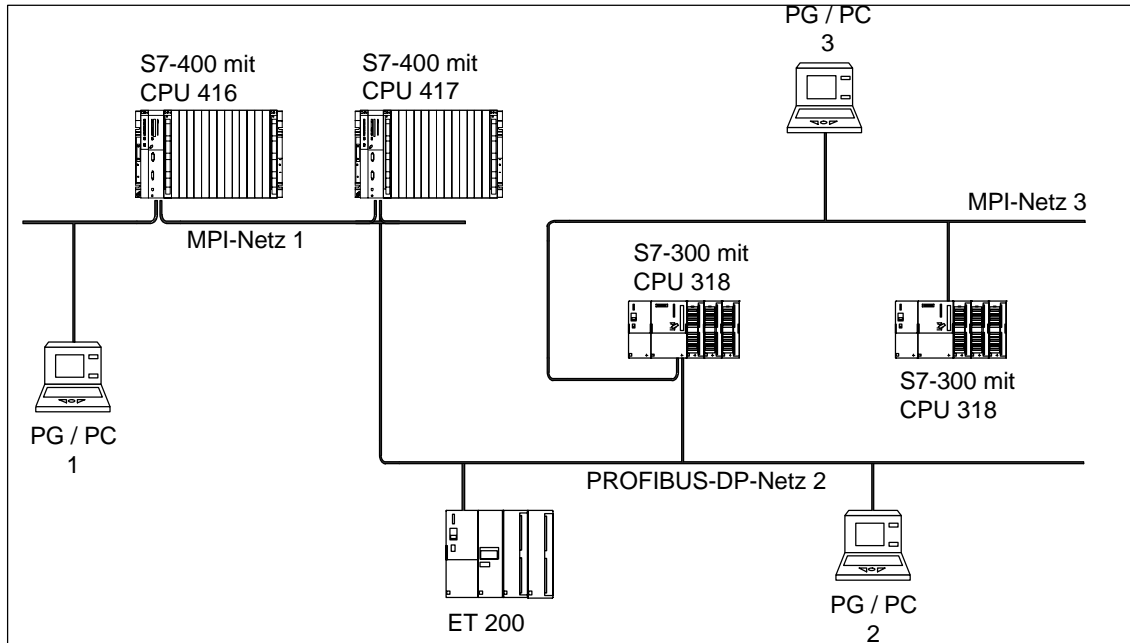 PG / PC
3
S7-400 mit
CPU 416
S7-400 mit
CPU 417
MPI-Netz 3
MPI-Netz 1
S7-300 mit
CPU 318
S7-300 mit
CPU 318
PG / PC
1
PROFIBUS-DP-Netz 2
ET 200
PG / PC
2